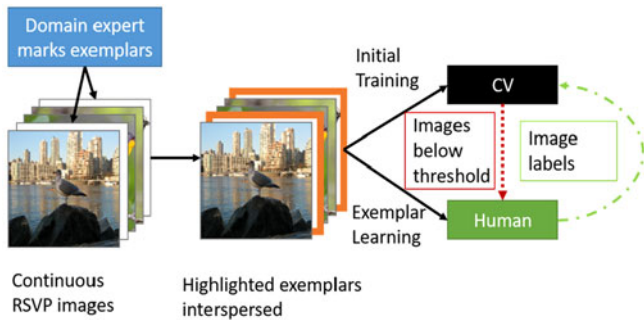 Domain expert
marks exemplars
Initial
Training
CV
Images
below
threshold
Image
labels
Exemplar
Learning
Human
Continuous
RSVP images
Highlighted exemplars
interspersed